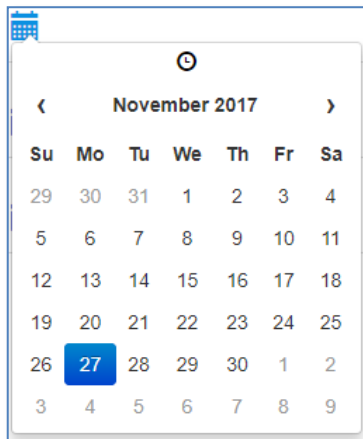 ‹ November 2017 ›
Su Mo Tu We Th Fr Sa
29 30 31 1 2 3 4
5 6 7 8 9 10 11
12 13 14 15 16 17 18
19 20 21 22 23 24 25
26 27 28 29 30 1 2
3 4 5 6 7 8 9